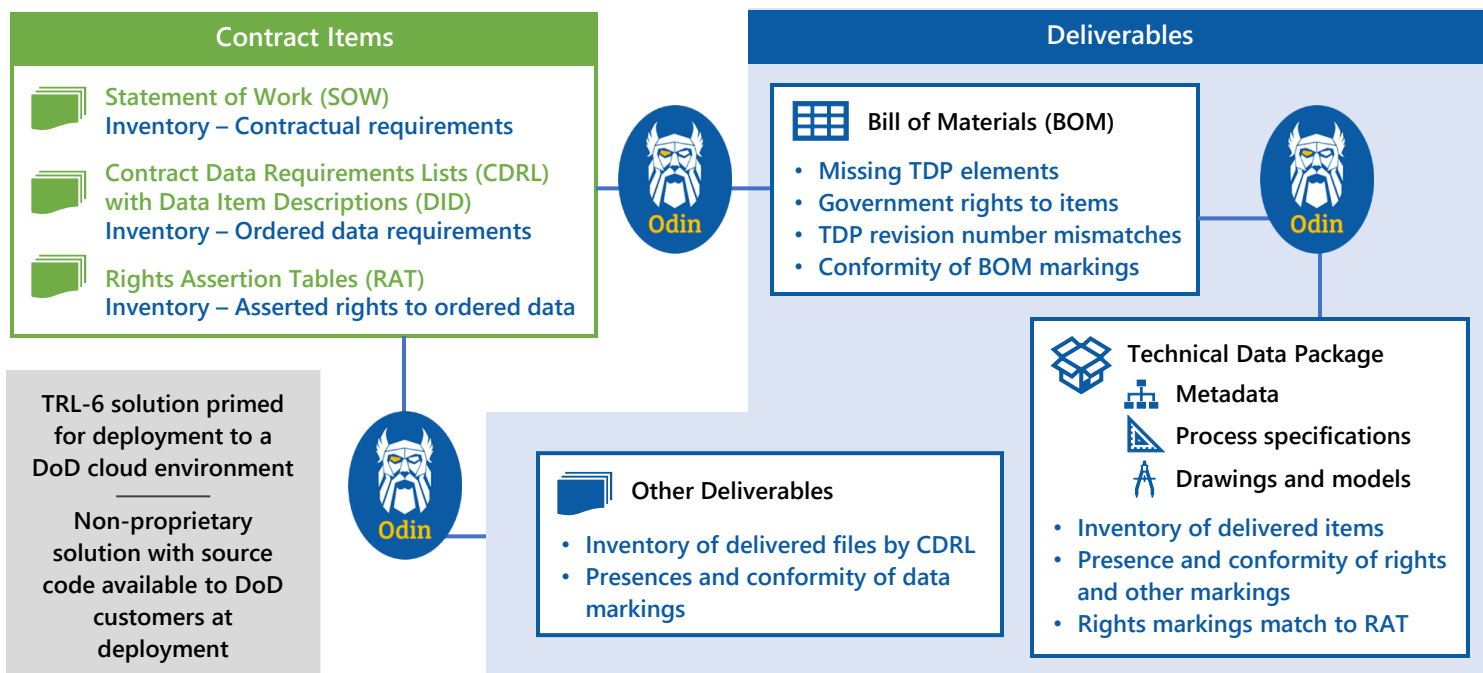 Contract Items
Statement of Work (SOW)
Inventory – Contractual requirements
Contract Data Requirements Lists (CDRL)
with Data Item Descriptions (DID)
Inventory – Ordered data requirements
Rights Assertion Tables (RAT)
Inventory – Asserted rights to ordered data
Odin
Deliverables
Bill of Materials (BOM)
• Missing TDP elements
• Government rights to items
• TDP revision number mismatches
• Conformity of BOM markings
Odin
Technical Data Package
Metadata
Process specifications
Drawings and models
• Inventory of delivered items
• Presence and conformity of rights
and other markings
• Rights markings match to RAT
TRL-6 solution primed
for deployment to a
DoD cloud environment
Non-proprietary
solution with source
code available to DoD
customers at
deployment
Odin
Other Deliverables
• Inventory of delivered files by CDRL
• Presences and conformity of data
markings